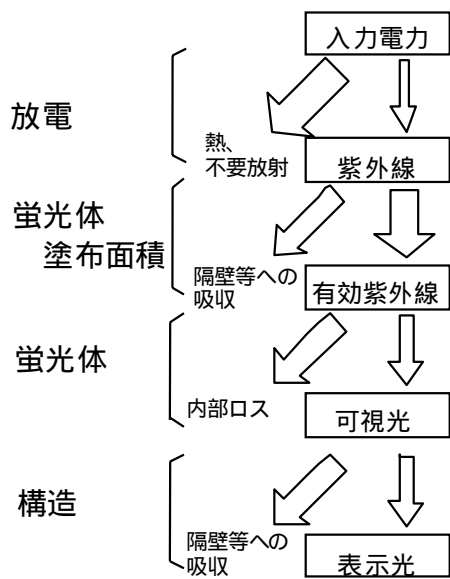 入力電力
放電
熱、
不要放射
紫外線
蛍光体
塗布面積
隔壁等への
吸収
有効紫外線
蛍光体
内部ロス
可視光
構造
隔壁等への
吸収
表示光